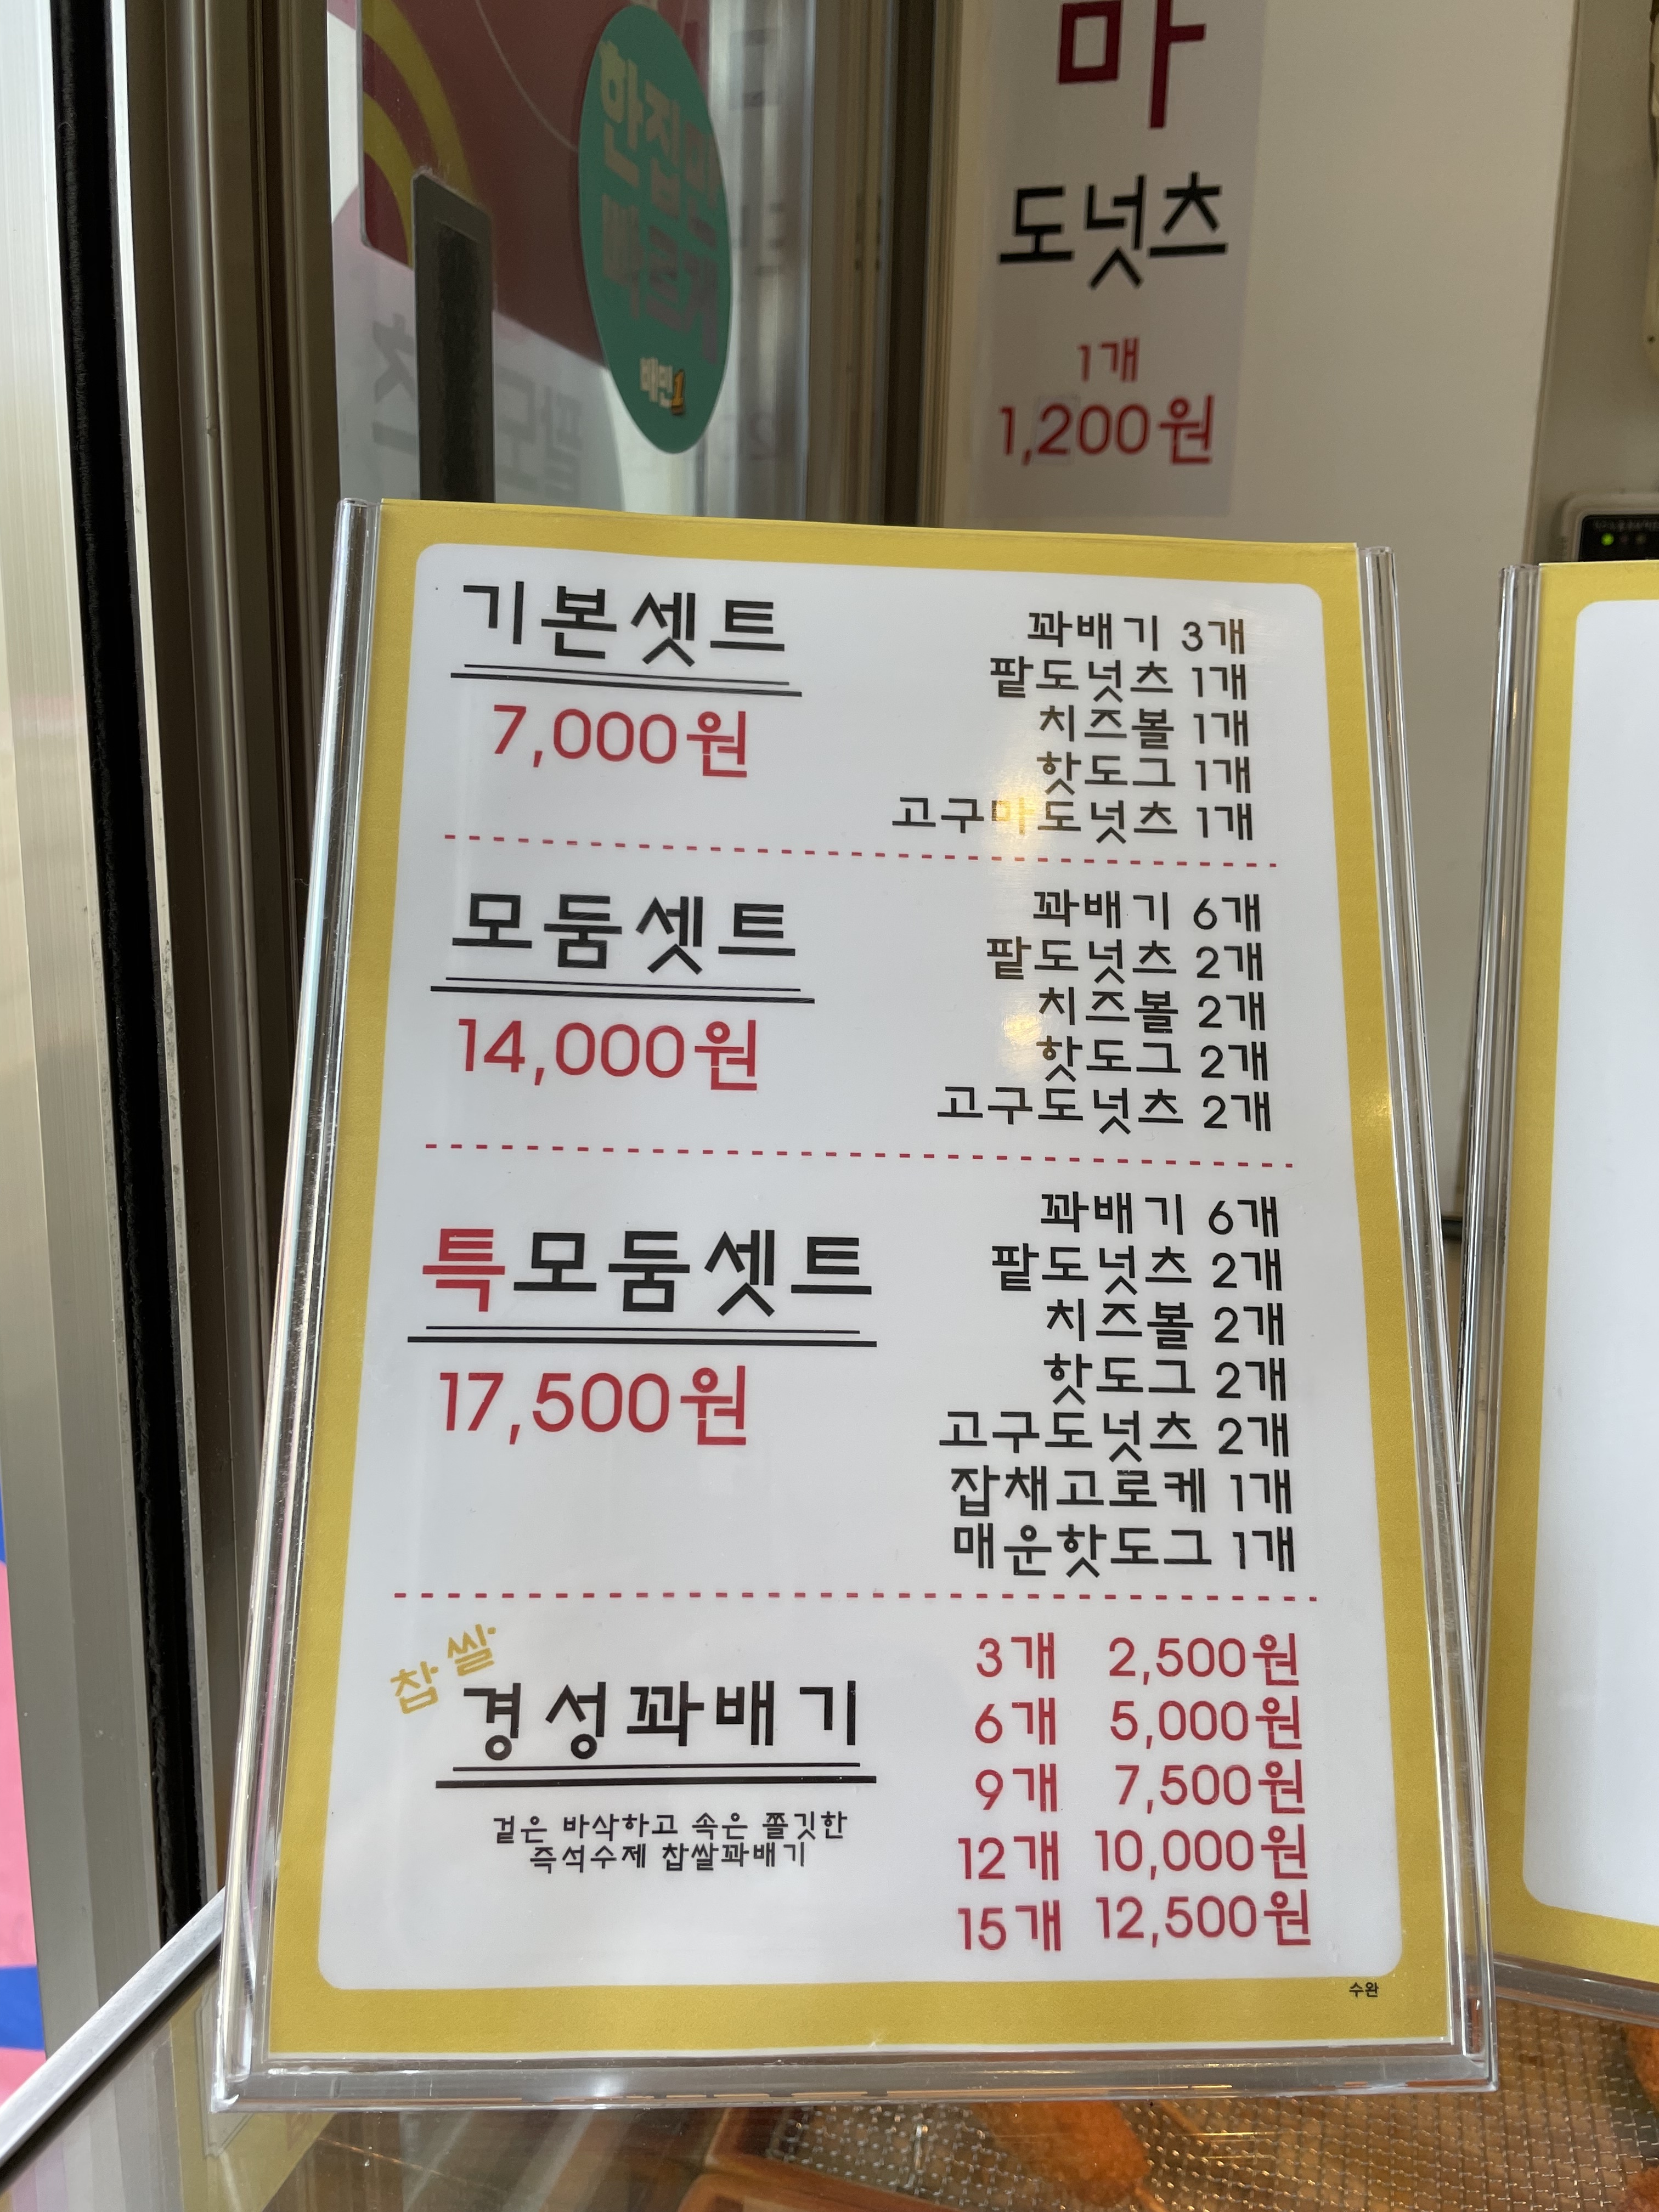 한집만
빠르게
배민1
마
도넛츠
1개
1,200원
기본셋트
7,000원
꽈배기 3개
팥도넛츠 1개
치즈볼 1개
핫도그 1개
고구마도넛츠 1개
모둠셋트
14,000원
꽈배기 6개
팥도넛츠 2개
치즈볼 2개
핫도그 2개
고구도넛츠 2개
특모둠셋트
17,500원
꽈배기 6개
팥도넛츠 2개
치즈볼 2개
핫도그 2개
고구도넛츠 2개
잡채고로케 1개
매운핫도그 1개
찹쌀
경성꽈배기
겉은 바삭하고 속은 쫄깃한
즉석수제 찹쌀꽈배기
3개 2,500원
6개 5,000원
9개 7,500원
12개 10,000원
15개 12,500원
수완